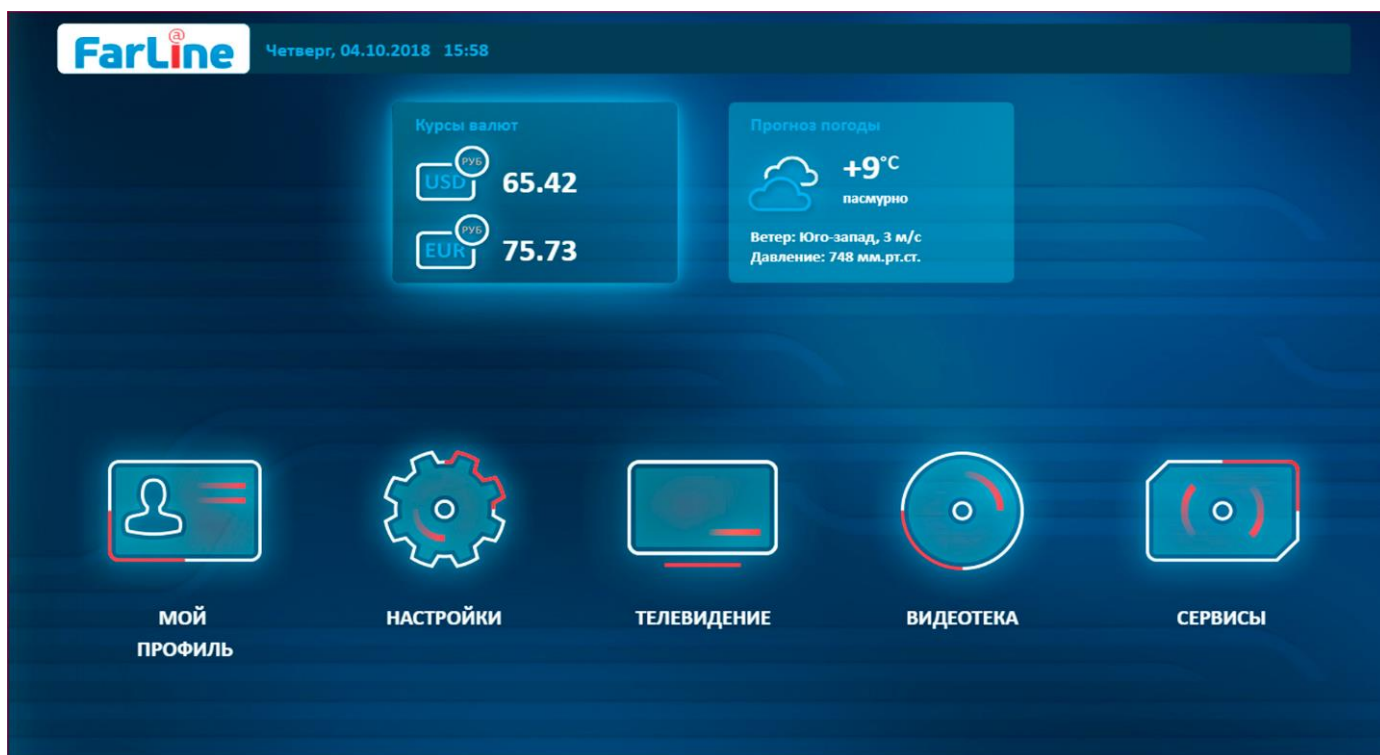 FarLine
@
Четверг, 04.10.2018 15:58
Курсы валют
USD РУБ 65.42
EUR РУБ 75.73
Прогноз погоды
+9°C
пасмурно
Ветер: Юго-запад, 3 м/с
Давление: 748 мм.рт.ст.
МОЙ
ПРОФИЛЬ
НАСТРОЙКИ
ТЕЛЕВИДЕНИЕ
ВИДЕОТЕКА
СЕРВИСЫ